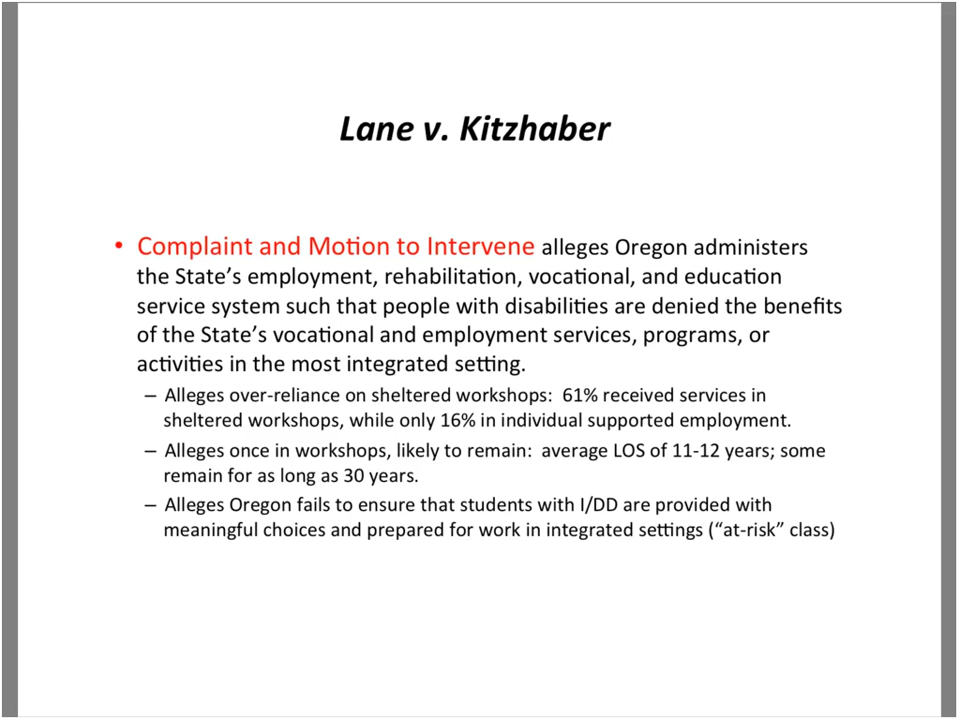 Lane v. Kitzhaber
• Complaint and Motion to Intervene alleges Oregon administers
the State’s employment, rehabilitation, vocational, and education
service system such that people with disabilities are denied the benefits
of the State’s vocational and employment services, programs, or
activities in the most integrated setting.
– Alleges over-reliance on sheltered workshops:  61% received services in
sheltered workshops, while only 16% in individual supported employment.
– Alleges once in workshops, likely to remain:  average LOS of 11-12 years; some
remain for as long as 30 years.
– Alleges Oregon fails to ensure that students with I/DD are provided with
meaningful choices and prepared for work in integrated settings (“at-risk” class)